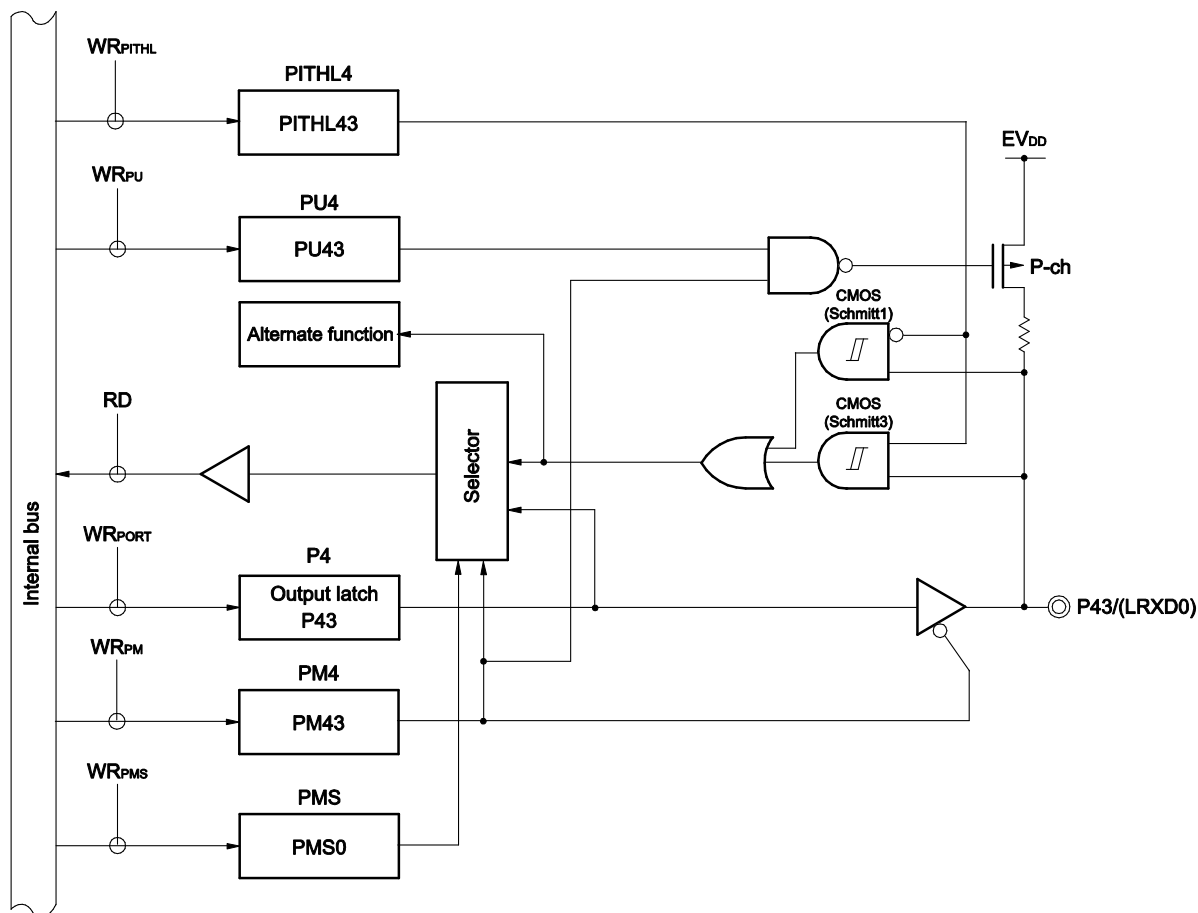 WRPITHL
PITHL4
PITHL43
EVDD
WRPU
PU4
PU43
P-ch
CMOS
(Schmitt1)
Alternate function
RD
CMOS
(Schmitt3)
Selector
Internal bus
WRPORT
P4
Output latch
P43
P43/(LRXD0)
WRPM
PM4
PM43
WRPMS
PMS
PMS0